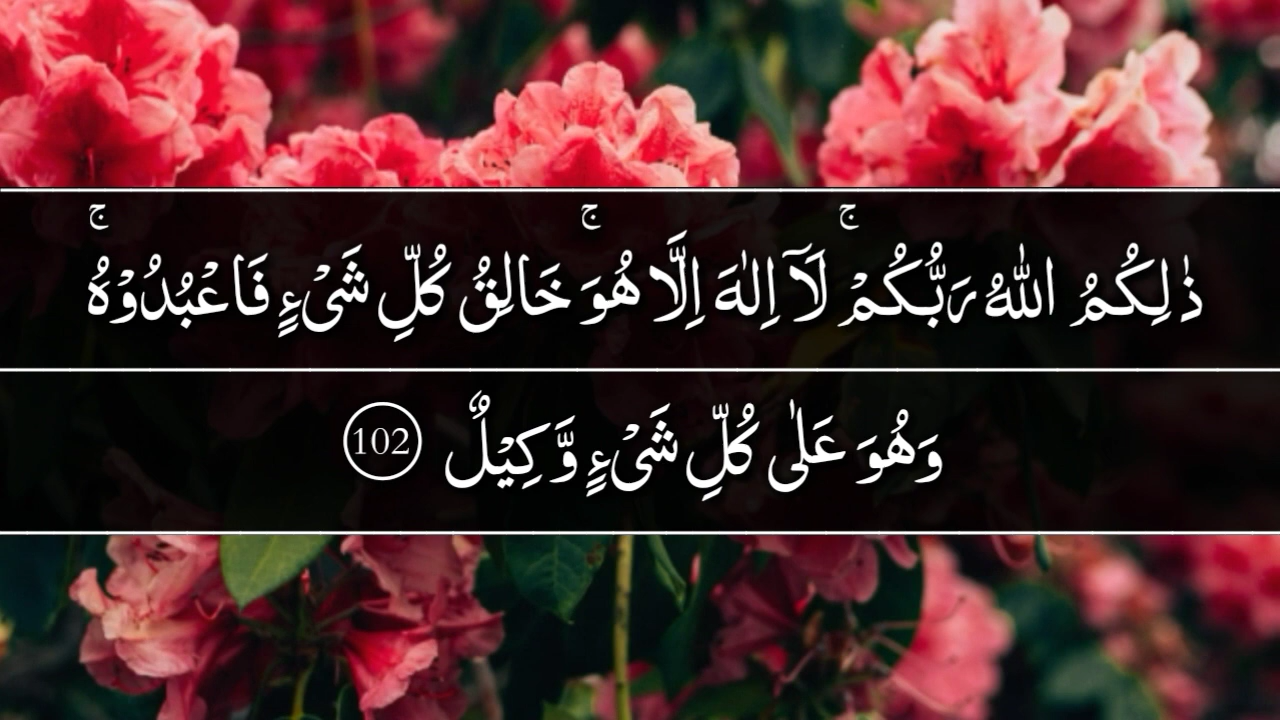 ذٰلِكُمُ اللّٰهُ رَبُّكُمْ ۚ لَآ اِلٰهَ اِلَّا هُوَ ۚ خَالِقُ كُلِّ شَیْءٍ فَاعْبُدُوْهُ ۚ
وَهُوَ عَلٰی كُلِّ شَیْءٍ وَّكِیْلٌ 102